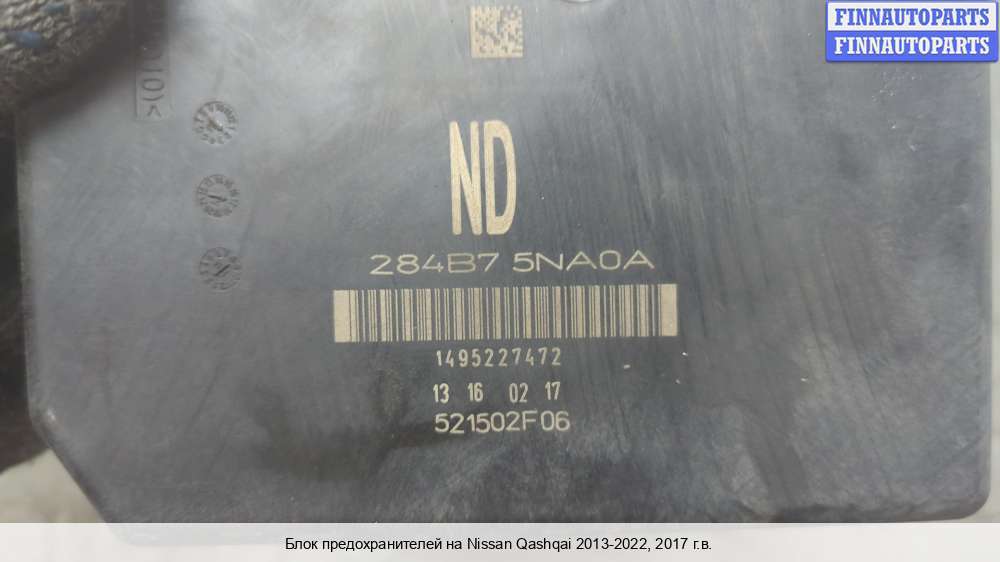 FINNAUTOPARTS
FINNAUTOPARTS
ND
284B7 5NA0A
1495227472
13 16 02 17
521502F06
Блок предохранителей на Nissan Qashqai 2013-2022, 2017 г.в.